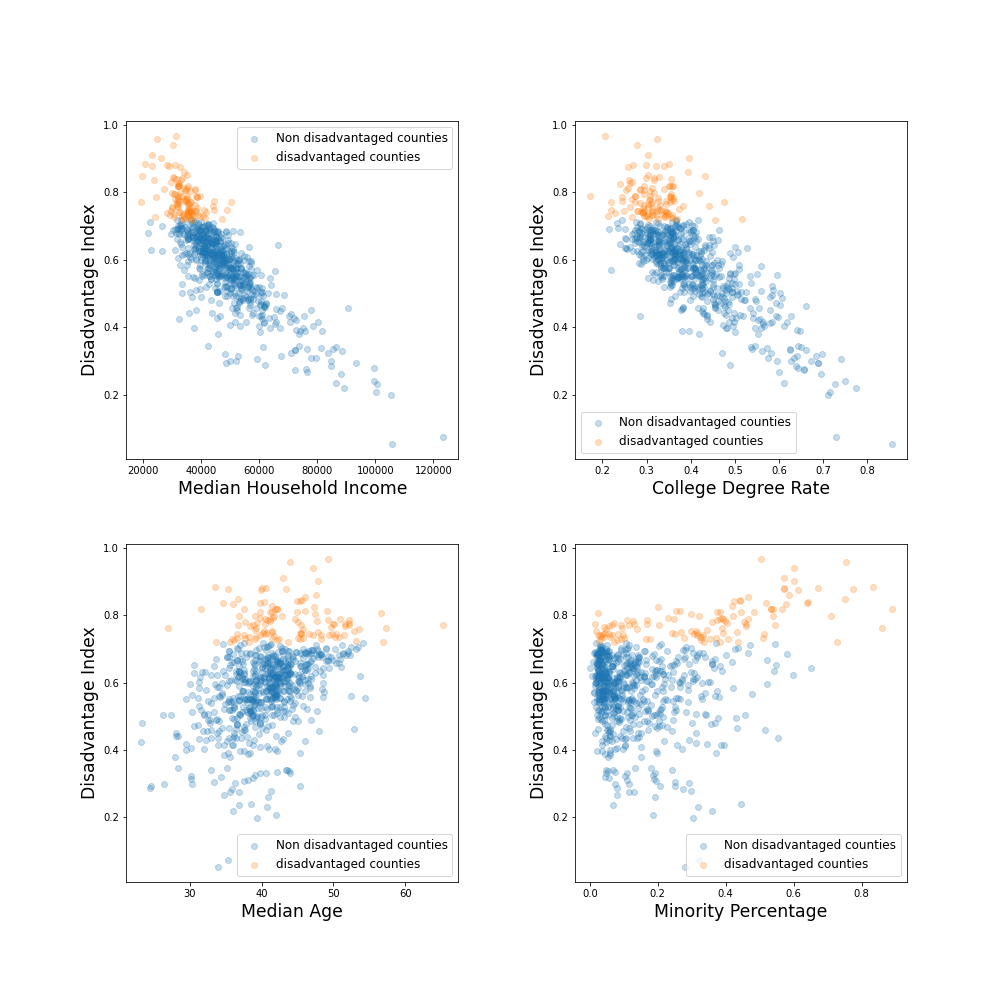 1.0
0.8
0.6
0.4
0.2
Disadvantage Index
Non disadvantaged counties
disadvantaged counties
20000 40000 60000 80000 100000 120000
Median Household Income
1.0
0.8
0.6
0.4
0.2
Disadvantage Index
Non disadvantaged counties
disadvantaged counties
0.2 0.3 0.4 0.5 0.6 0.7 0.8
College Degree Rate
1.0
0.8
0.6
0.4
0.2
Disadvantage Index
Non disadvantaged counties
disadvantaged counties
30 40 50 60
Median Age
1.0
0.8
0.6
0.4
0.2
Disadvantage Index
Non disadvantaged counties
disadvantaged counties
0.0 0.2 0.4 0.6 0.8
Minority Percentage